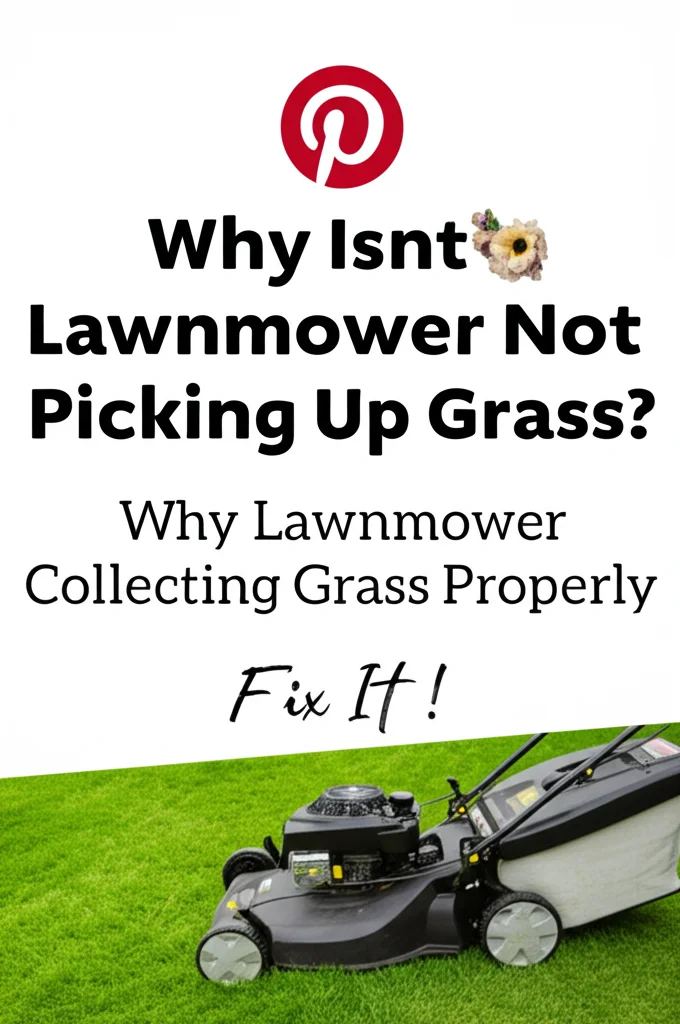 Why Isnt
Lawnmower Not
Picking Up Grass?
Why Lawnmower
Collecting Grass Properly
Fix It !